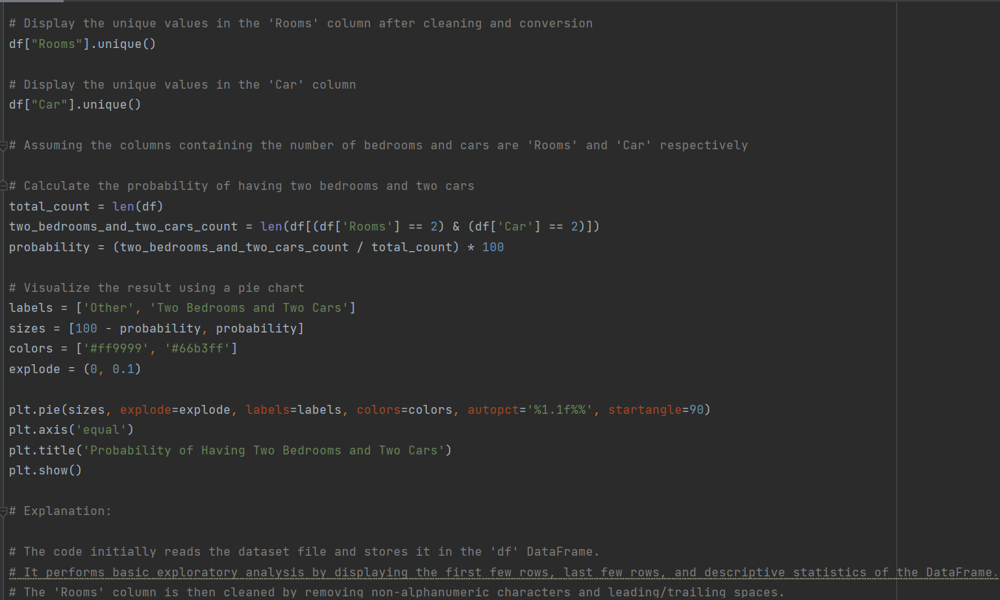 # Display the unique values in the 'Rooms' column after cleaning and conversion
df["Rooms"].unique()
# Display the unique values in the 'Car' column
df["Car"].unique()
# Assuming the columns containing the number of bedrooms and cars are 'Rooms' and 'Car' respectively
# Calculate the probability of having two bedrooms and two cars
total_count = len(df)
two_bedrooms_and_two_cars_count = len(df[(df['Rooms'] == 2) & (df['Car'] == 2)])
probability = (two_bedrooms_and_two_cars_count / total_count) * 100
# Visualize the result using a pie chart
labels = ['Other', 'Two Bedrooms and Two Cars']
sizes = [100 - probability, probability]
colors = ['#ff9999', '#66b3ff']
explode = (0, 0.1)
plt.pie(sizes, explode=explode, labels=labels, colors=colors, autopct='%1.1f%%', startangle=90)
plt.axis('equal')
plt.title('Probability of Having Two Bedrooms and Two Cars')
plt.show()
# Explanation:
# The code initially reads the dataset file and stores it in the 'df' DataFrame.
# It performs basic exploratory analysis by displaying the first few rows, last few rows, and descriptive statistics of the DataFrame.
# The 'Rooms' column is then cleaned by removing non-alphanumeric characters and leading/trailing spaces.